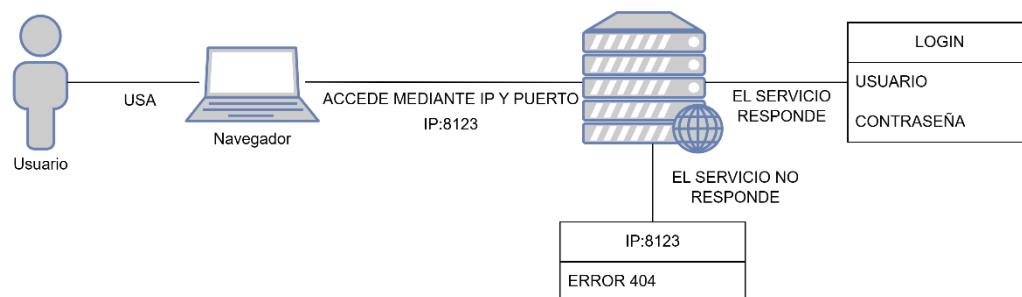 Usuario
USA
Navegador
ACCEDE MEDIANTE IP Y PUERTO
IP:8123
EL SERVICIO
RESPONDE
LOGIN
USUARIO
CONTRASEÑA
EL SERVICIO NO
RESPONDE
IP:8123
ERROR 404